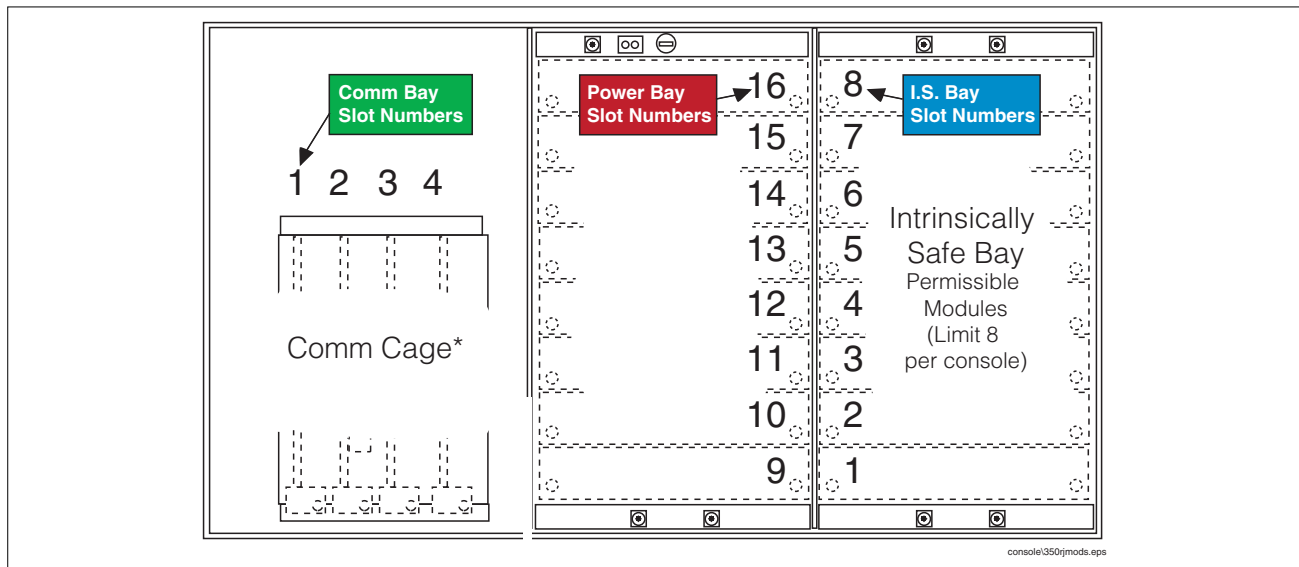 Comm Bay
Slot Numbers
1 2 3 4
Comm Cage*
Power Bay
Slot Numbers
16
15
14
13
12
11
10
9
I.S. Bay
Slot Numbers
8
7
6
5
4
3
2
1
Intrinsically
Safe Bay
Permissible
Modules
(Limit 8
per console)
console\350rjmods.eps